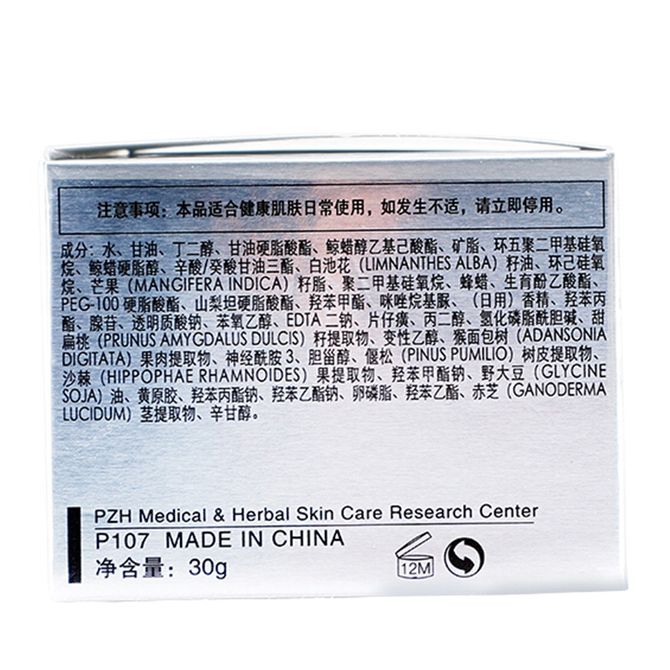 注意事项：本品适合健康肌肤日常使用，如发生不适，请立即停用。
成分：水、甘油、丁二醇、甘油硬脂酸酯、鲸蜡醇乙基己酸酯、矿脂、环五聚二甲基硅氧
烷、鲸蜡硬脂醇、辛酸/癸酸甘油三酯、白池花（LIMNANTHES ALBA）籽油、环己硅氧
烷、芒果（MANGIFERA INDICA）籽脂、聚二甲基硅氧烷、蜂蜡、生育酚乙酸酯、
PEG-100 硬脂酸酯、山梨坦硬脂酸酯、羟苯甲酯、咪唑烷基脲、（日用）香精、羟苯丙
酯、腺苷、透明质酸钠、苯氧乙醇、EDTA 二钠、片仔癀、丙二醇、氢化磷脂酰胆碱、甜
扁桃（PRUNUS AMYGDALUS DULCIS）籽提取物、变性乙醇、猴面包树（ADANSONIA
DIGITATA）果肉提取物、神经酰胺 3、胆甾醇、偃松（PINUS PUMILIO）树皮提取物、
沙棘（HIPPOPHAE RHAMNOIDES）果提取物、羟苯甲酯钠、野大豆（GLYCINE
SOJA）油、黄原胶、羟苯丙酯钠、羟苯乙酯钠、卵磷脂、羟苯乙酯、赤芝（GANODERMA
LUCIDUM）茎提取物、辛甘醇。
PZH Medical & Herbal Skin Care Research Center
P107 MADE IN CHINA
净含量：30g
12M